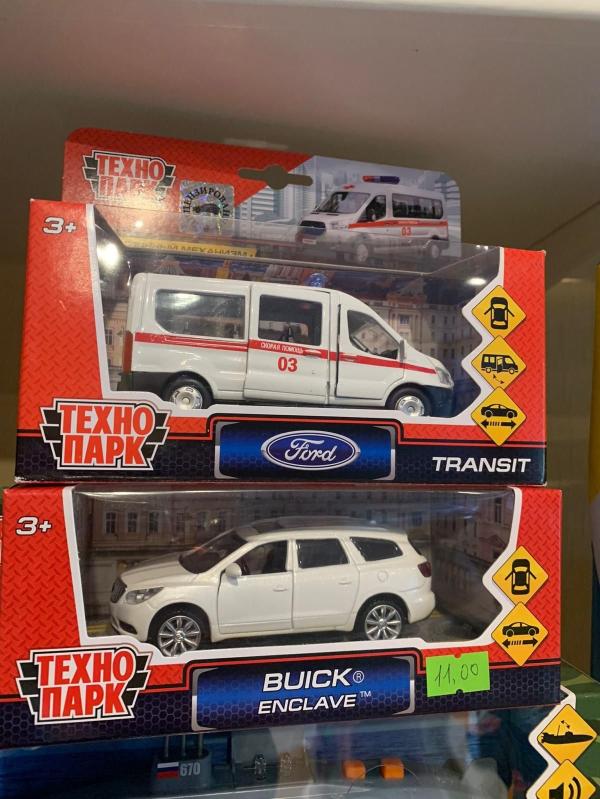 ТЕХНО
ПАРК
03
3+
СКОРАЯ ПОМОЩЬ
03
ТЕХНО
ПАРК
Ford
TRANSIT
3+
ТЕХНО
ПАРК
BUICK®
ENCLAVE™
11,00
670